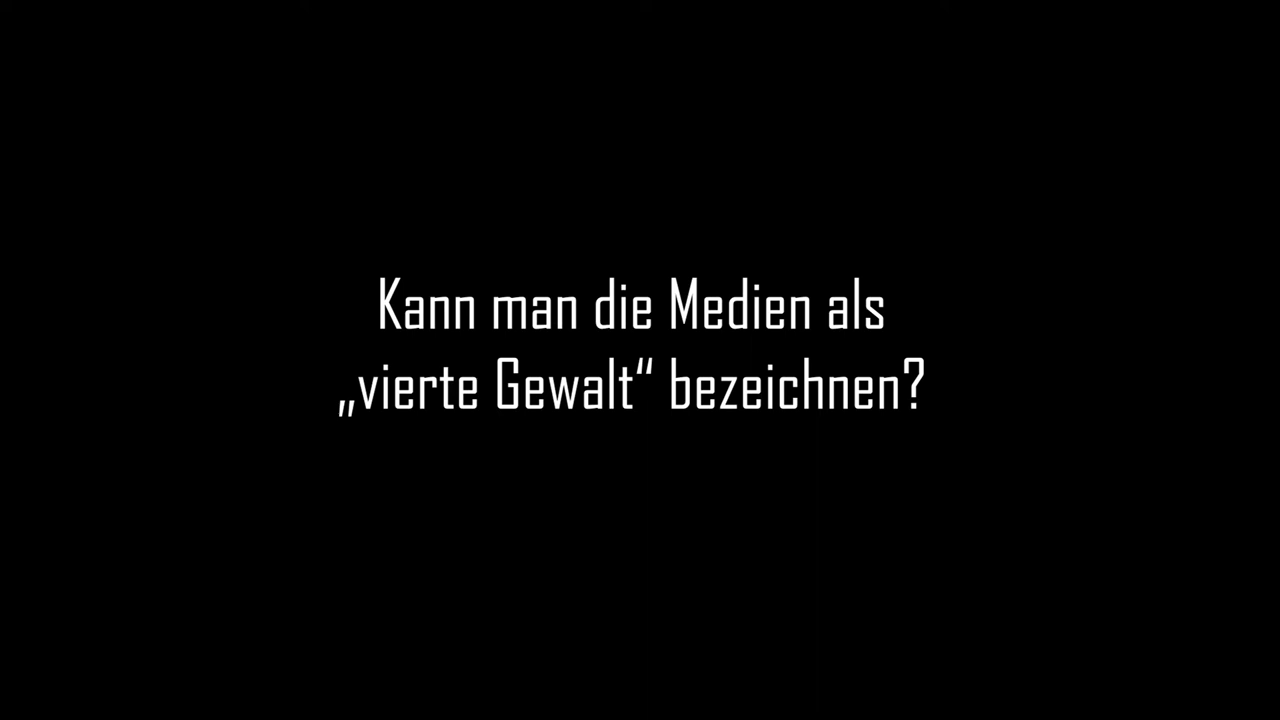 Kann man die Medien als
„vierte Gewalt“ bezeichnen?